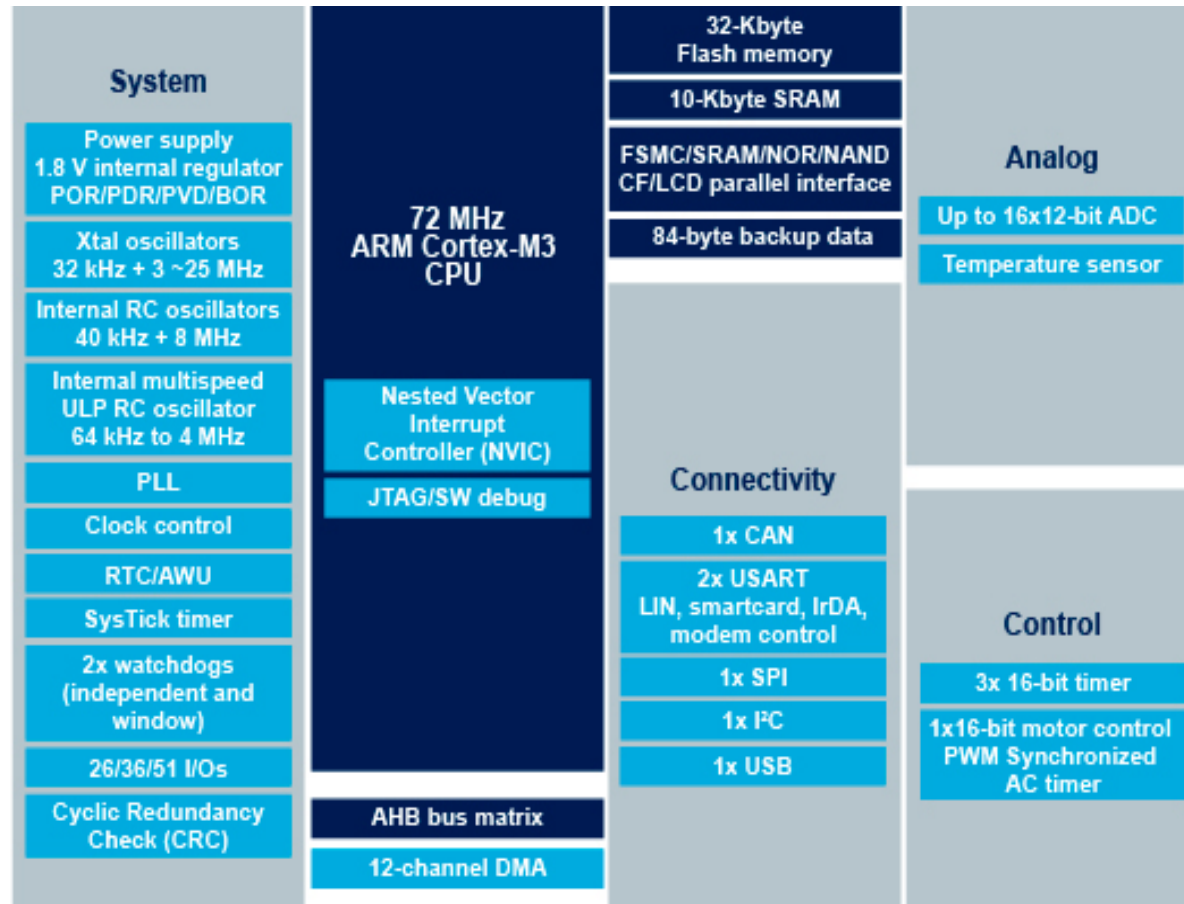 System
Power supply
1.8 V internal regulator
POR/PDR/PVD/BOR
Xtal oscillators
32 kHz + 3 ~25 MHz
Internal RC oscillators
40 kHz + 8 MHz
Internal multispeed
ULP RC oscillator
64 kHz to 4 MHz
PLL
Clock control
RTC/AWU
SysTick timer
2x watchdogs
(independent and
window)
26/36/51 I/Os
Cyclic Redundancy
Check (CRC)
72 MHz
ARM Cortex-M3
CPU
Nested Vector
Interrupt
Controller (NVIC)
JTAG/SW debug
AHB bus matrix
12-channel DMA
32-Kbyte
Flash memory
10-Kbyte SRAM
FSMC/SRAM/NOR/NAND
CF/LCD parallel interface
84-byte backup data
Connectivity
1x CAN
2x USART
LIN, smartcard, IrDA,
modem control
1x SPI
1x I²C
1x USB
Analog
Up to 16x12-bit ADC
Temperature sensor
Control
3x 16-bit timer
1x16-bit motor control
PWM Synchronized
AC timer